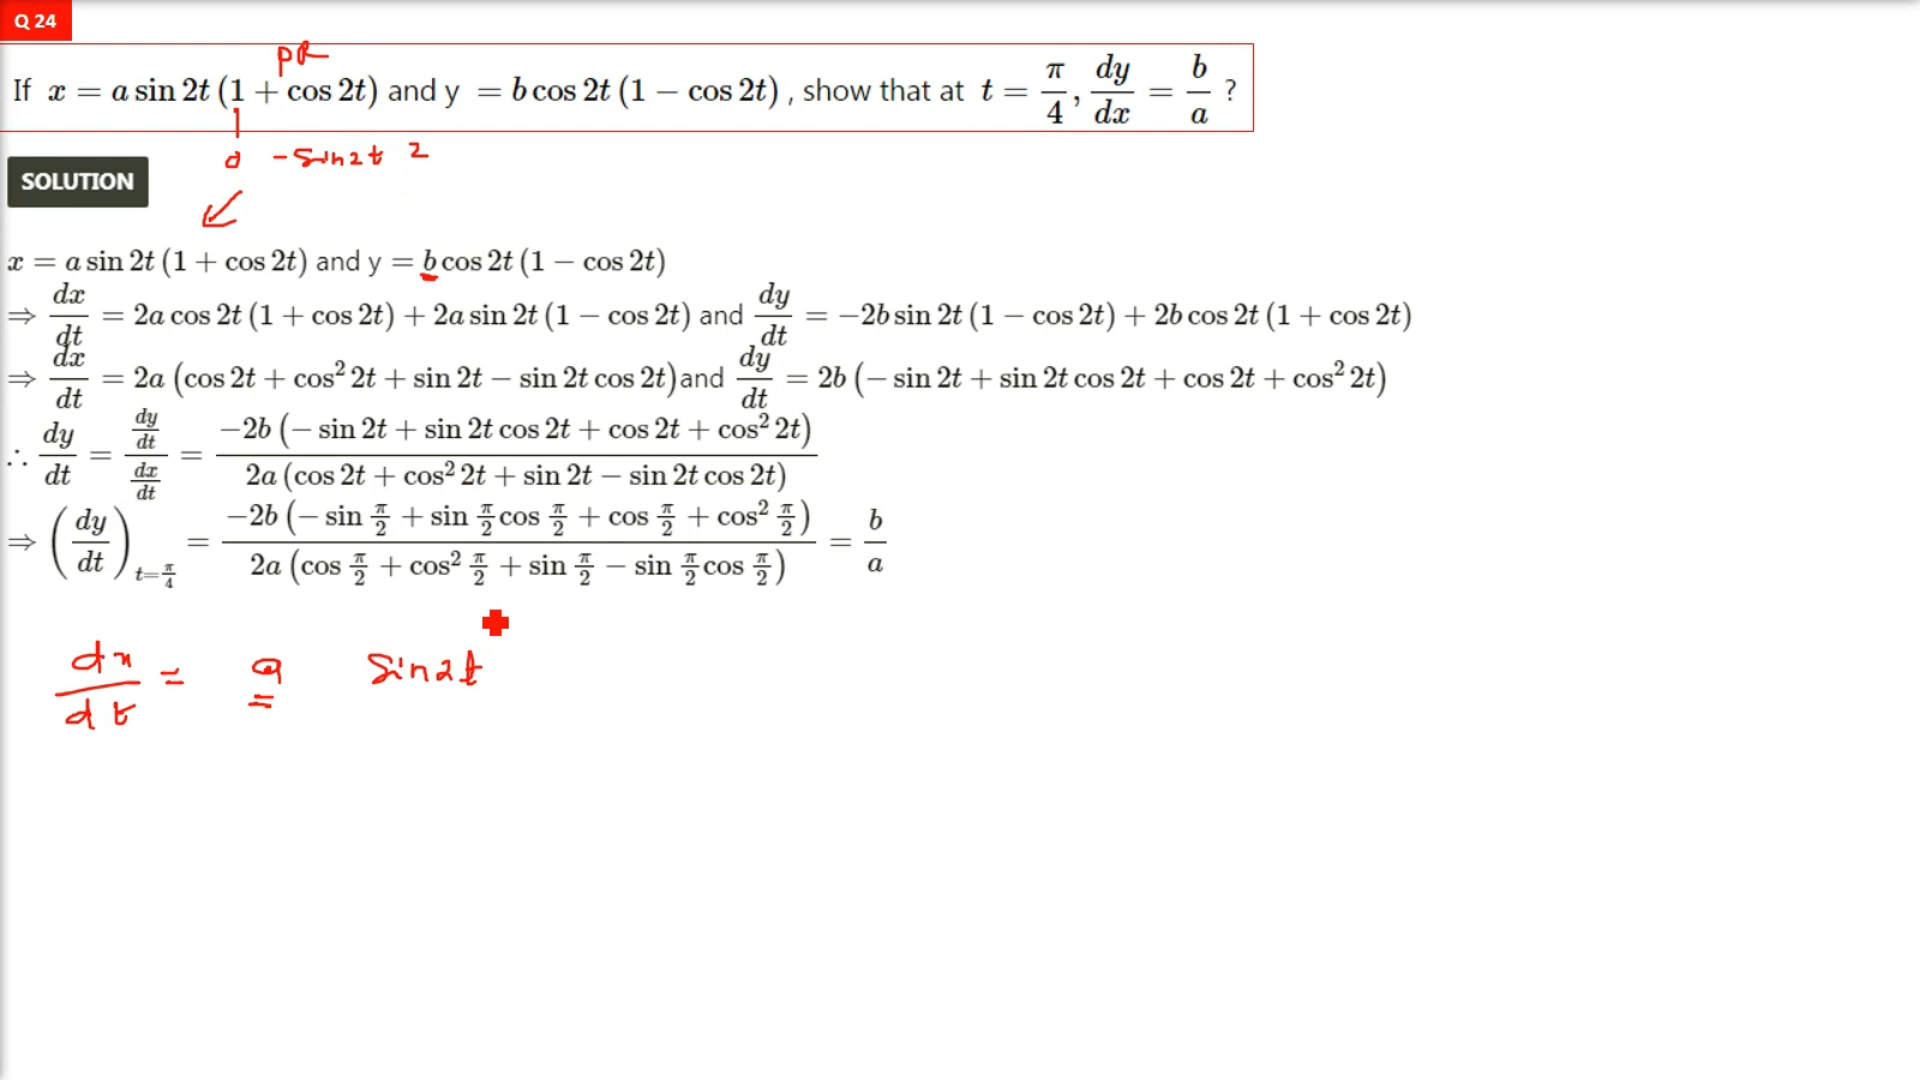 Q 24
PR
If x = a sin 2t (1 + cos 2t) and y = b cos 2t (1 − cos 2t) , show that at t = π/4, dy/dx = b/a ?
0 -Sin2t 2
SOLUTION
x = a sin 2t (1 + cos 2t) and y = b cos 2t (1 − cos 2t)
⇒ dx/dt = 2a cos 2t (1 + cos 2t) + 2a sin 2t (1 − cos 2t) and dy/dt = −2b sin 2t (1 − cos 2t) + 2b cos 2t (1 + cos 2t)
⇒ dx/dt = 2a (cos 2t + cos² 2t + sin 2t − sin 2t cos 2t)and dy/dt = 2b (− sin 2t + sin 2t cos 2t + cos 2t + cos² 2t)
∴ dy/dt = (dy/dt)/(dx/dt) = −2b (− sin 2t + sin 2t cos 2t + cos 2t + cos² 2t) / 2a (cos 2t + cos² 2t + sin 2t − sin 2t cos 2t)
⇒ (dy/dt) t=π/4 = −2b (− sin π/2 + sin π/2 cos π/2 + cos π/2 + cos² π/2) / 2a (cos π/2 + cos² π/2 + sin π/2 − sin π/2 cos π/2) = b/a
dx/dt = a Sin2t